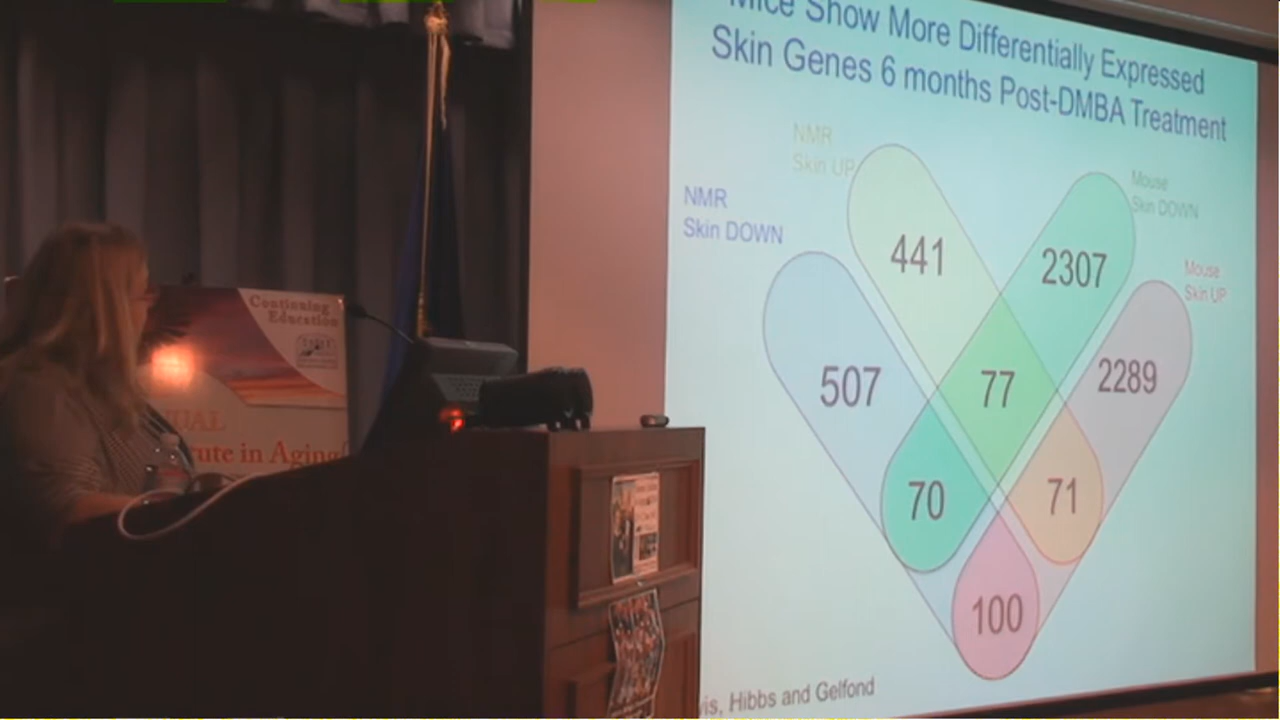 Mice Show More Differentially Expressed
Skin Genes 6 months Post-DMBA Treatment
NMR
Skin UP
NMR
Skin DOWN
Mouse
Skin DOWN
Mouse
Skin UP
441
2307
507
77
2289
70
71
100
Hibbs and Gelfond
Continuing
Education
UAL
ute in Aging